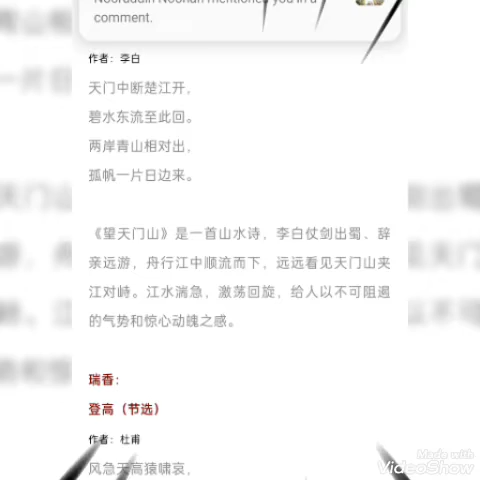 mentioned you in a
comment.
作者：李白
天门中断楚江开，
碧水东流至此回。
两岸青山相对出，
孤帆一片日边来。
《望天门山》是一首山水诗，李白仗剑出蜀、辞
亲远游，舟行江中顺流而下，远远看见天门山夹
江对峙。江水湍急，激荡回旋，给人以不可阻遏
的气势和惊心动魄之感。
瑞香：
登高（节选）
作者：杜甫
风急天高猿啸哀，
Made with
VideoShow